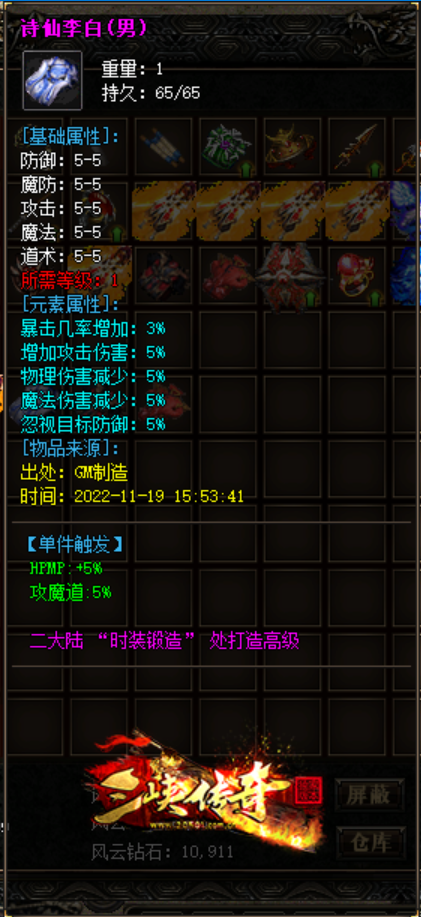 诗仙李白(男)
重量: 1
持久: 65/65
[基础属性]:
防御: 5-5
魔防: 5-5
攻击: 5-5
魔法: 5-5
道术: 5-5
所需等级: 1
[元素属性]:
暴击几率增加: 3%
增加攻击伤害: 5%
物理伤害减少: 5%
魔法伤害减少: 5%
忽视目标防御: 5%
[物品来源]:
出处: GM制造
时间: 2022-11-19 15:53:41
【单件触发】
HPMP:+5%
攻魔道:5%
二大陆 “时装锻造” 处打造高级
三峡传奇
屏蔽
仓库
风云钻石: 10,911